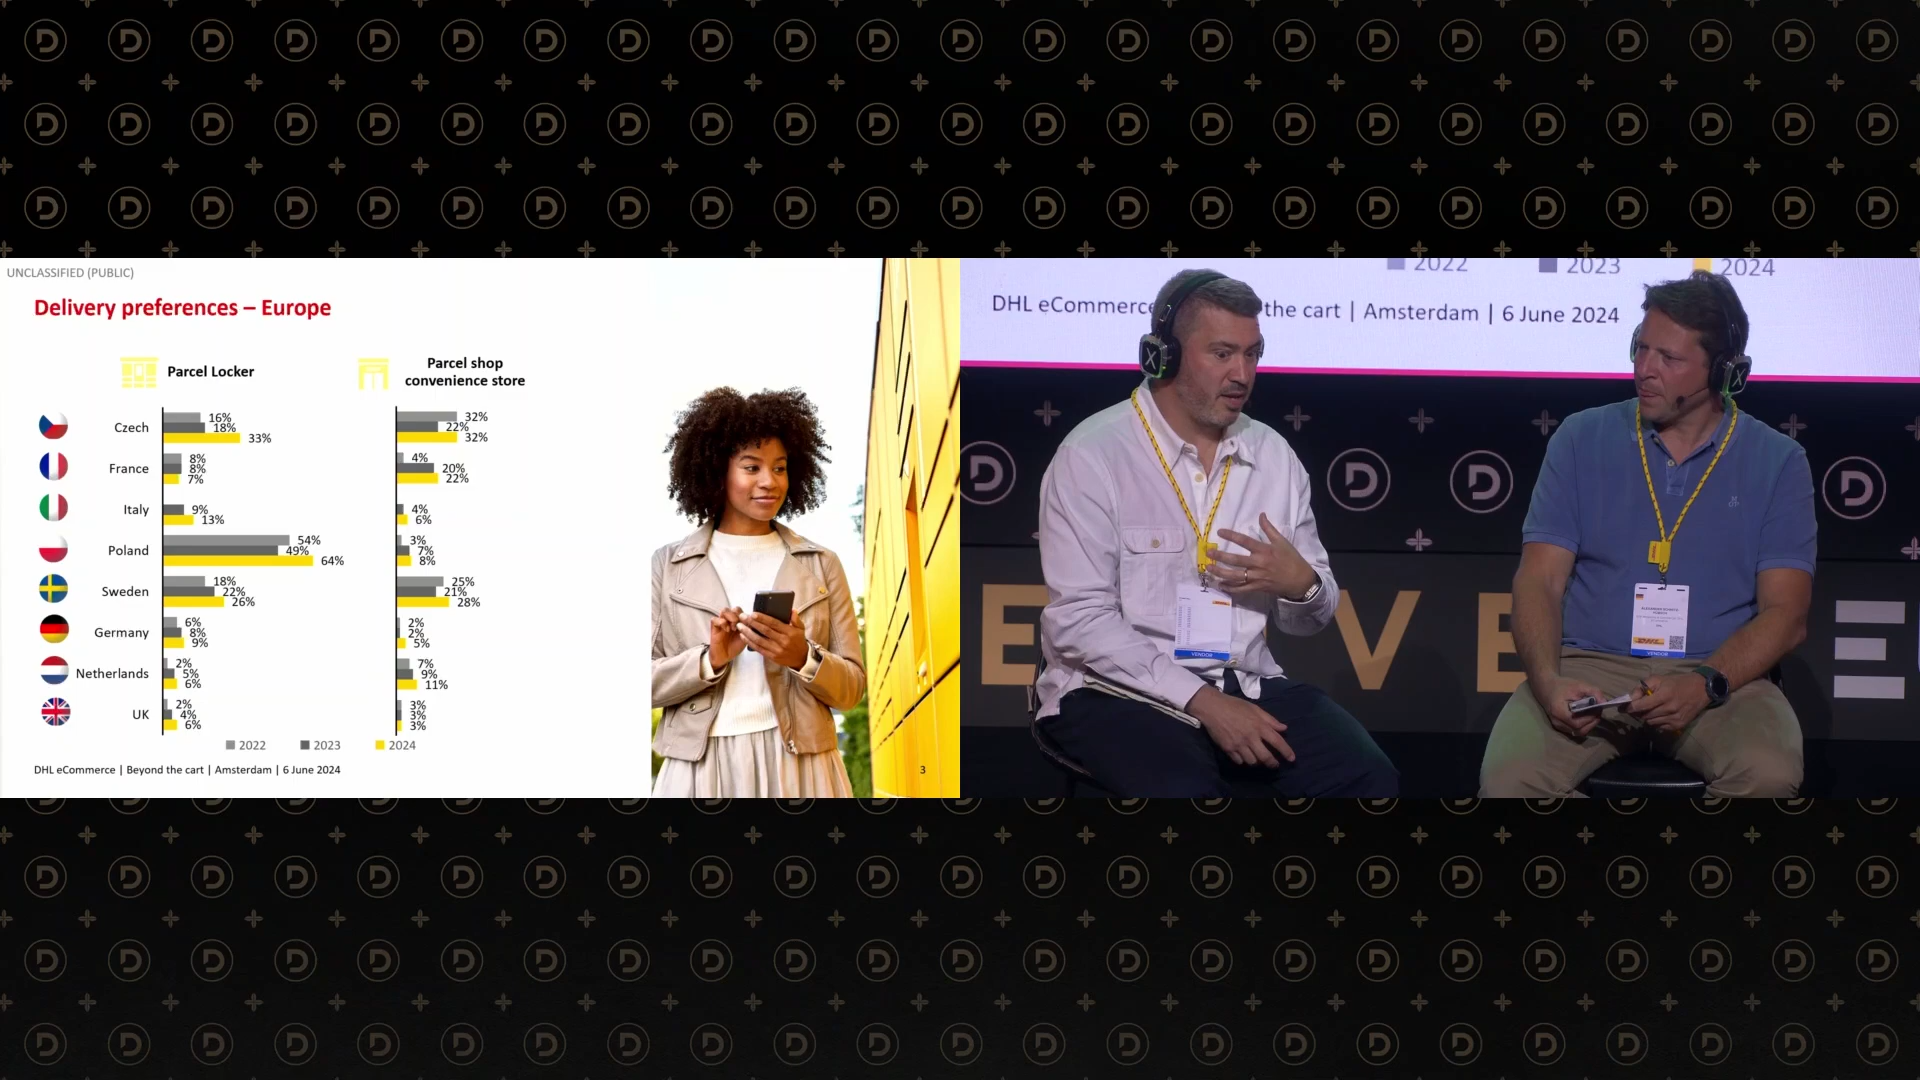 UNCLASSIFIED (PUBLIC)
Delivery preferences – Europe
Parcel Locker
Parcel shop
convenience store
Czech
16%
18%
33%
32%
22%
32%
France
8%
8%
7%
4%
20%
22%
Italy
9%
13%
4%
6%
Poland
54%
49%
64%
3%
7%
8%
Sweden
18%
22%
26%
25%
21%
28%
Germany
6%
8%
9%
2%
2%
5%
Netherlands
2%
5%
6%
7%
9%
11%
UK
2%
4%
6%
3%
3%
3%
2022 2023 2024
DHL eCommerce | Beyond the cart | Amsterdam | 6 June 2024
3
2022 2023 2024
DHL eCommerce the cart | Amsterdam | 6 June 2024
VENDOR
VENDOR